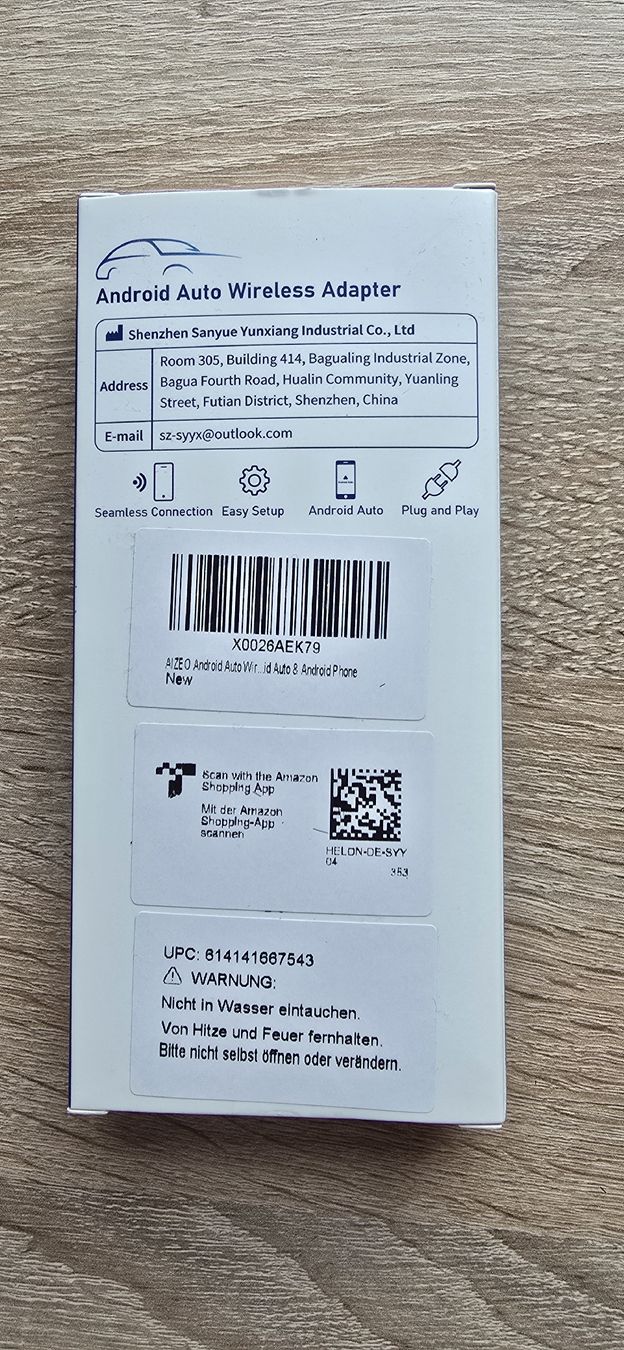 Android Auto Wireless Adapter
Shenzhen Sanyue Yunxiang Industrial Co., Ltd
Address
Room 305, Building 414, Bagualing Industrial Zone,
Bagua Fourth Road, Hualin Community, Yuanling
Street, Futian District, Shenzhen, China
E-mail
sz-syyx@outlook.com
Seamless Connection Easy Setup Android Auto Plug and Play
X0026AEK79
AIZEO Android Auto Wir...id Auto & Android Phone
New
Scan with the Amazon
Shopping App
Mit der Amazon
Shopping-App
scannen
HELON-DE-SYY
04
353
UPC: 614141667543
WARNUNG:
Nicht in Wasser eintauchen.
Von Hitze und Feuer fernhalten.
Bitte nicht selbst öffnen oder verändern.